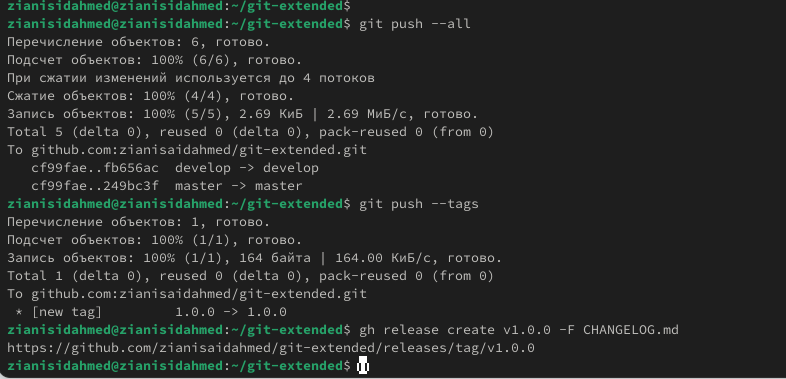 zianisidahmed@zianisidahmed:~/git-extended$
zianisidahmed@zianisidahmed:~/git-extended$ git push --all
Перечисление объектов: 6, готово.
Подсчет объектов: 100% (6/6), готово.
При сжатии изменений используется до 4 потоков
Сжатие объектов: 100% (4/4), готово.
Запись объектов: 100% (5/5), 2.69 КиБ | 2.69 МиБ/с, готово.
Total 5 (delta 0), reused 0 (delta 0), pack-reused 0 (from 0)
To github.com:zianisaidahmed/git-extended.git
   cf99fae..fb656ac  develop -> develop
   cf99fae..249bc3f  master -> master
zianisidahmed@zianisidahmed:~/git-extended$ git push --tags
Перечисление объектов: 1, готово.
Подсчет объектов: 100% (1/1), готово.
Запись объектов: 100% (1/1), 164 байта | 164.00 КиБ/с, готово.
Total 1 (delta 0), reused 0 (delta 0), pack-reused 0 (from 0)
To github.com:zianisaidahmed/git-extended.git
 * [new tag]         1.0.0 -> 1.0.0
zianisidahmed@zianisidahmed:~/git-extended$ gh release create v1.0.0 -F CHANGELOG.md
https://github.com/zianisaidahmed/git-extended/releases/tag/v1.0.0
zianisidahmed@zianisidahmed:~/git-extended$